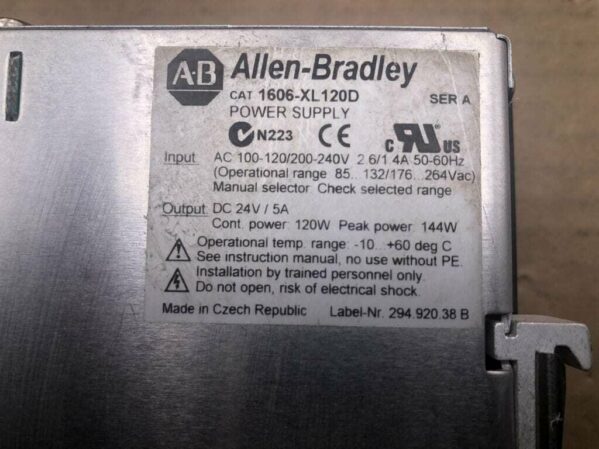 A·B Allen-Bradley
CAT 1606-XL120D SER A
POWER SUPPLY
N223 CE c RU US
Input AC 100-120/200-240V 2.6/1.4A 50-60Hz
(Operational range 85...132/176...264Vac)
Manual selector: Check selected range
Output DC 24V / 5A
Cont. power: 120W Peak power: 144W
Operational temp. range: -10...+60 deg C
See instruction manual, no use without PE.
Installation by trained personnel only.
Do not open, risk of electrical shock.
Made in Czech Republic Label-Nr. 294.920.38 B